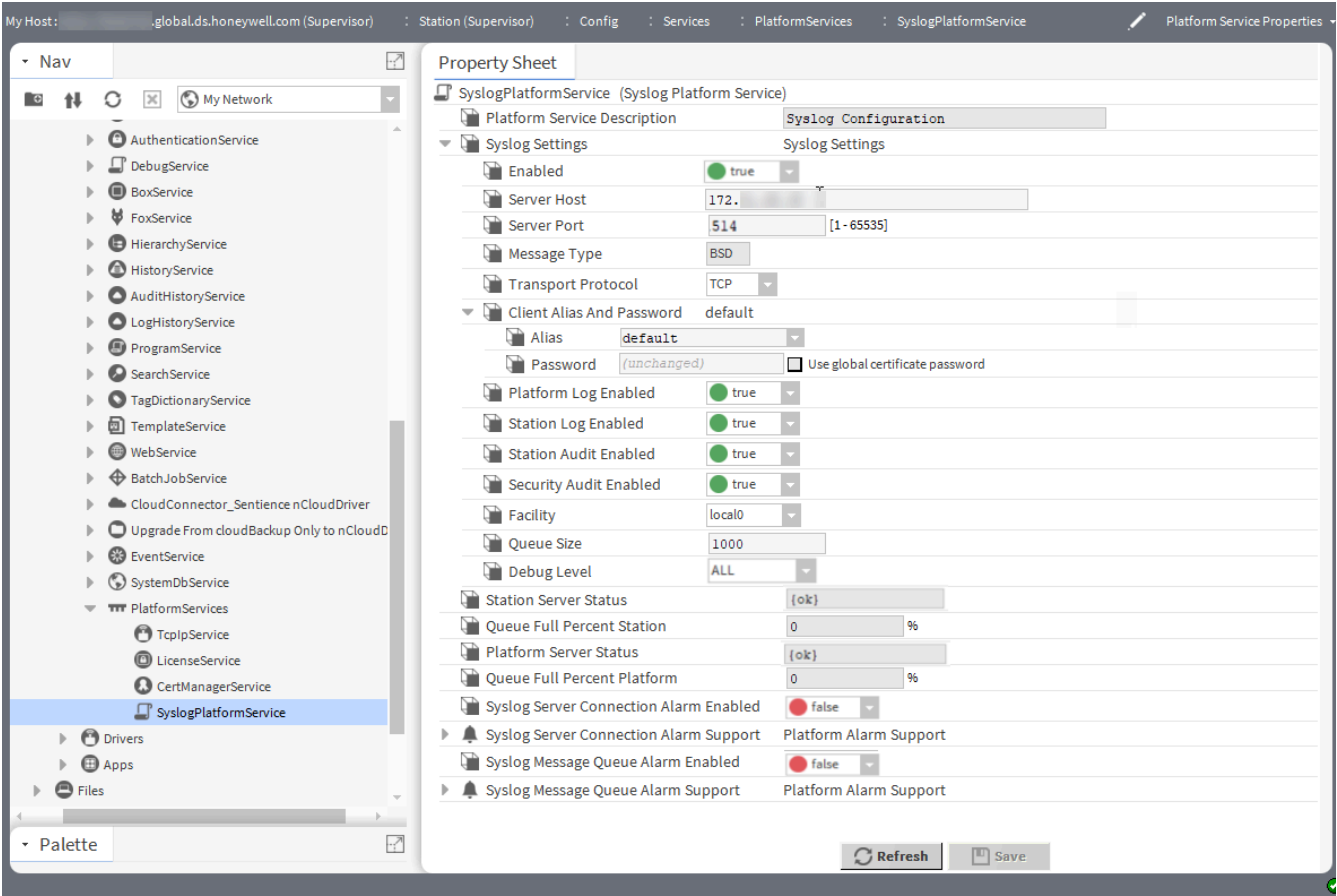 My Host : .global.ds.honeywell.com (Supervisor) : Station (Supervisor) : Config : Services : PlatformServices : SyslogPlatformService Platform Service Properties
Nav
My Network
AuthenticationService
DebugService
BoxService
FoxService
HierarchyService
HistoryService
AuditHistoryService
LogHistoryService
ProgramService
SearchService
TagDictionaryService
TemplateService
WebService
BatchJobService
CloudConnector_Sentience nCloudDriver
Upgrade From cloudBackup Only to nCloudD
EventService
SystemDbService
PlatformServices
TcpIpService
LicenseService
CertManagerService
SyslogPlatformService
Drivers
Apps
Files
Palette
Property Sheet
SyslogPlatformService (Syslog Platform Service)
Platform Service Description Syslog Configuration
Syslog Settings Syslog Settings
Enabled true
Server Host 172.
Server Port 514 [1-65535]
Message Type BSD
Transport Protocol TCP
Client Alias And Password default
Alias default
Password (unchanged) Use global certificate password
Platform Log Enabled true
Station Log Enabled true
Station Audit Enabled true
Security Audit Enabled true
Facility local0
Queue Size 1000
Debug Level ALL
Station Server Status {ok}
Queue Full Percent Station 0 %
Platform Server Status {ok}
Queue Full Percent Platform 0 %
Syslog Server Connection Alarm Enabled false
Syslog Server Connection Alarm Support Platform Alarm Support
Syslog Message Queue Alarm Enabled false
Syslog Message Queue Alarm Support Platform Alarm Support
Refresh Save